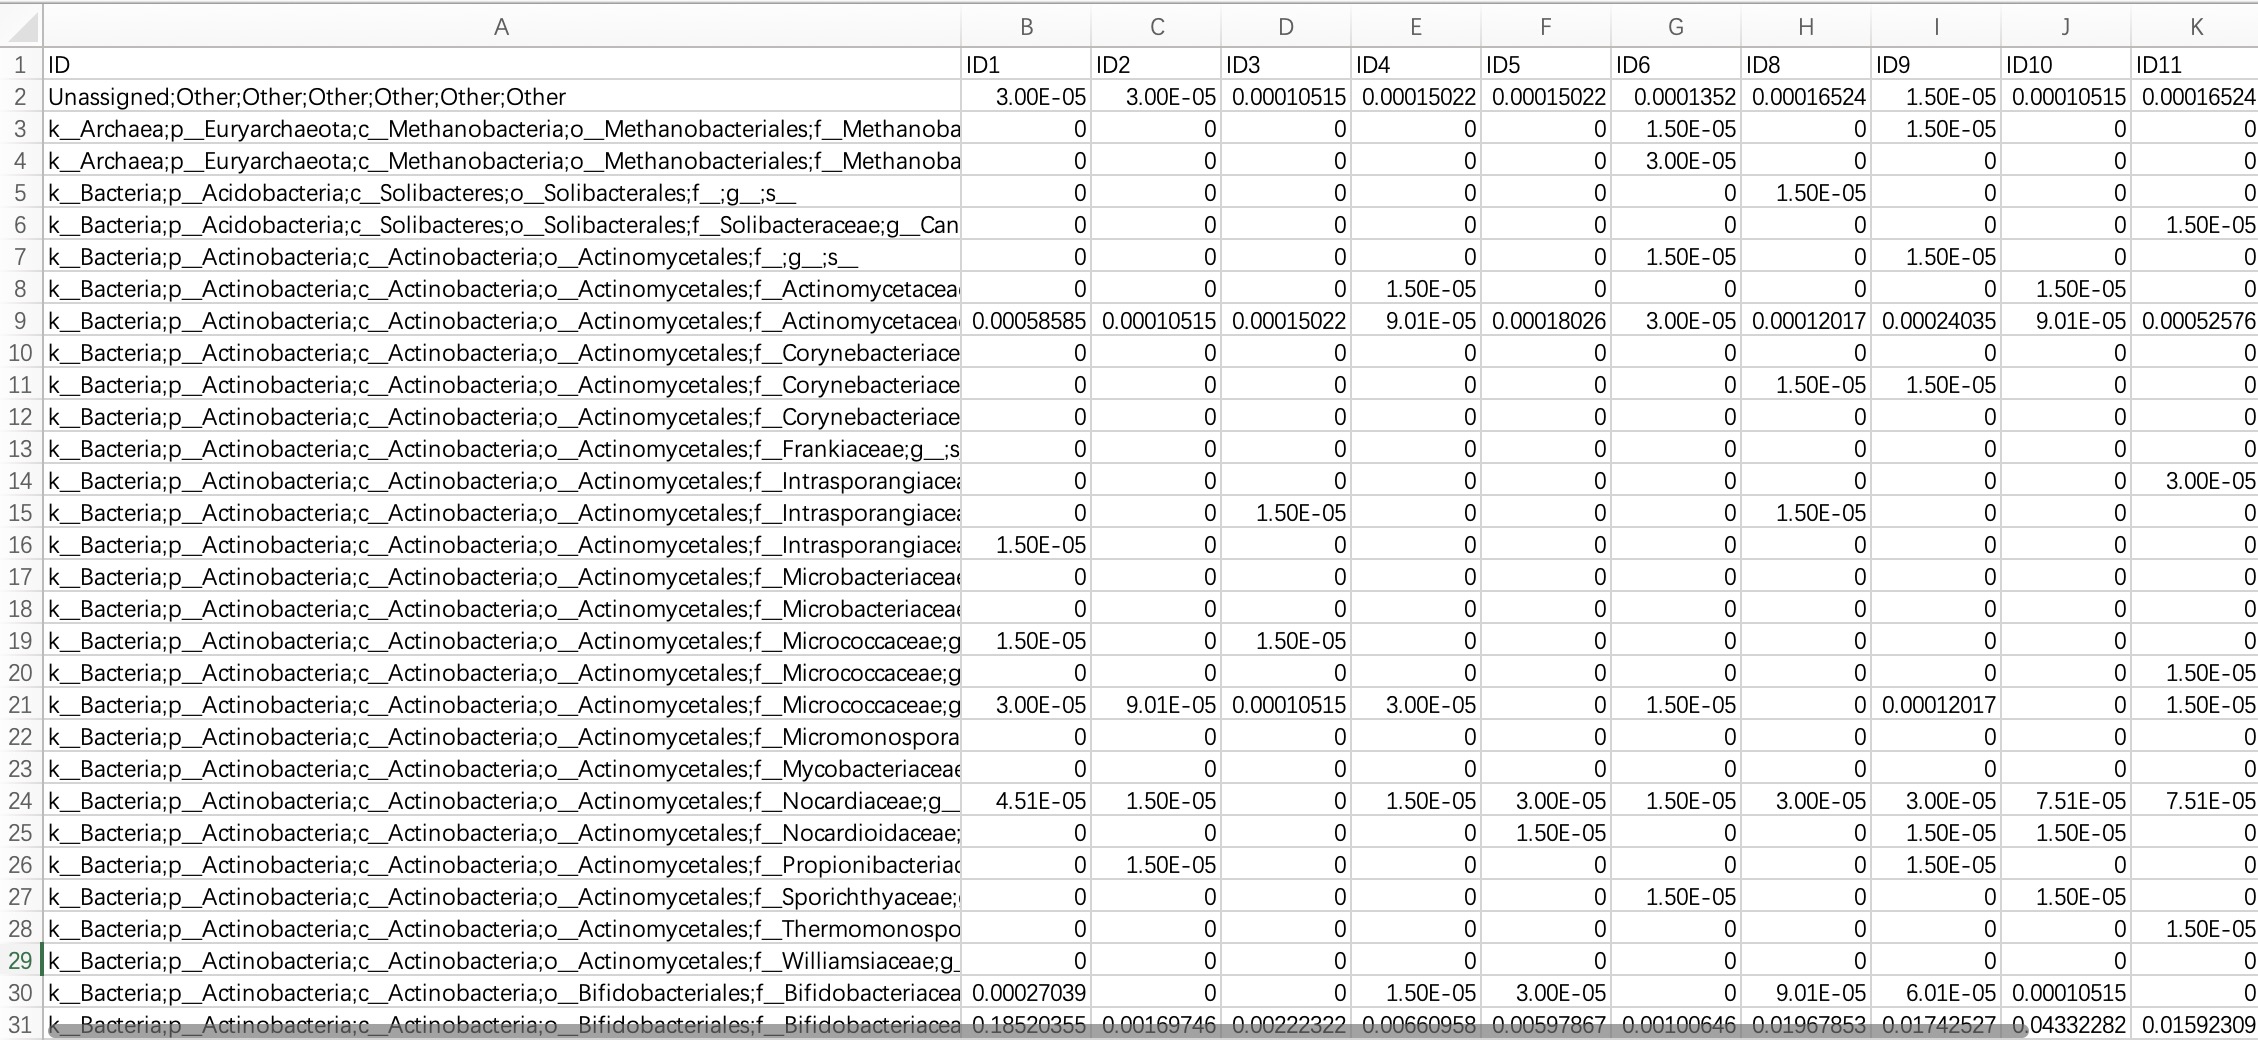 A B C D E F G H I J K
1 ID ID1 ID2 ID3 ID4 ID5 ID6 ID8 ID9 ID10 ID11
2 Unassigned;Other;Other;Other;Other;Other;Other 3.00E-05 3.00E-05 0.00010515 0.00015022 0.00015022 0.0001352 0.00016524 1.50E-05 0.00010515 0.00016524
3 k__Archaea;p__Euryarchaeota;c__Methanobacteria;o__Methanobacteriales;f__Methanoba 0 0 0 0 0 1.50E-05 0 1.50E-05 0 0
4 k__Archaea;p__Euryarchaeota;c__Methanobacteria;o__Methanobacteriales;f__Methanoba 0 0 0 0 0 3.00E-05 0 0 0 0
5 k__Bacteria;p__Acidobacteria;c__Solibacteres;o__Solibacterales;f__;g__;s__ 0 0 0 0 0 0 1.50E-05 0 0 0
6 k__Bacteria;p__Acidobacteria;c__Solibacteres;o__Solibacterales;f__Solibacteraceae;g__Can 0 0 0 0 0 0 0 0 0 1.50E-05
7 k__Bacteria;p__Actinobacteria;c__Actinobacteria;o__Actinomycetales;f__;g__;s__ 0 0 0 0 0 1.50E-05 0 1.50E-05 0 0
8 k__Bacteria;p__Actinobacteria;c__Actinobacteria;o__Actinomycetales;f__Actinomycetacea 0 0 0 1.50E-05 0 0 0 0 1.50E-05 0
9 k__Bacteria;p__Actinobacteria;c__Actinobacteria;o__Actinomycetales;f__Actinomycetacea 0.00058585 0.00010515 0.00015022 9.01E-05 0.00018026 3.00E-05 0.00012017 0.00024035 9.01E-05 0.00052576
10 k__Bacteria;p__Actinobacteria;c__Actinobacteria;o__Actinomycetales;f__Corynebacteriace 0 0 0 0 0 0 0 0 0 0
11 k__Bacteria;p__Actinobacteria;c__Actinobacteria;o__Actinomycetales;f__Corynebacteriace 0 0 0 0 0 0 1.50E-05 1.50E-05 0 0
12 k__Bacteria;p__Actinobacteria;c__Actinobacteria;o__Actinomycetales;f__Corynebacteriace 0 0 0 0 0 0 0 0 0 0
13 k__Bacteria;p__Actinobacteria;c__Actinobacteria;o__Actinomycetales;f__Frankiaceae;g__;s 0 0 0 0 0 0 0 0 0 0
14 k__Bacteria;p__Actinobacteria;c__Actinobacteria;o__Actinomycetales;f__Intrasporangiacea 0 0 0 0 0 0 0 0 0 3.00E-05
15 k__Bacteria;p__Actinobacteria;c__Actinobacteria;o__Actinomycetales;f__Intrasporangiacea 0 0 1.50E-05 0 0 0 1.50E-05 0 0 0
16 k__Bacteria;p__Actinobacteria;c__Actinobacteria;o__Actinomycetales;f__Intrasporangiacea 1.50E-05 0 0 0 0 0 0 0 0 0
17 k__Bacteria;p__Actinobacteria;c__Actinobacteria;o__Actinomycetales;f__Microbacteriaceae 0 0 0 0 0 0 0 0 0 0
18 k__Bacteria;p__Actinobacteria;c__Actinobacteria;o__Actinomycetales;f__Microbacteriaceae 0 0 0 0 0 0 0 0 0 0
19 k__Bacteria;p__Actinobacteria;c__Actinobacteria;o__Actinomycetales;f__Micrococcaceae;g 1.50E-05 0 1.50E-05 0 0 0 0 0 0 0
20 k__Bacteria;p__Actinobacteria;c__Actinobacteria;o__Actinomycetales;f__Micrococcaceae;g 0 0 0 0 0 0 0 0 0 1.50E-05
21 k__Bacteria;p__Actinobacteria;c__Actinobacteria;o__Actinomycetales;f__Micrococcaceae;g 3.00E-05 9.01E-05 0.00010515 3.00E-05 0 1.50E-05 0 0.00012017 0 1.50E-05
22 k__Bacteria;p__Actinobacteria;c__Actinobacteria;o__Actinomycetales;f__Micromonospora 0 0 0 0 0 0 0 0 0 0
23 k__Bacteria;p__Actinobacteria;c__Actinobacteria;o__Actinomycetales;f__Mycobacteriaceae 0 0 0 0 0 0 0 0 0 0
24 k__Bacteria;p__Actinobacteria;c__Actinobacteria;o__Actinomycetales;f__Nocardiaceae;g__ 4.51E-05 1.50E-05 0 1.50E-05 3.00E-05 1.50E-05 3.00E-05 3.00E-05 7.51E-05 7.51E-05
25 k__Bacteria;p__Actinobacteria;c__Actinobacteria;o__Actinomycetales;f__Nocardioidaceae; 0 0 0 0 1.50E-05 0 0 1.50E-05 1.50E-05 0
26 k__Bacteria;p__Actinobacteria;c__Actinobacteria;o__Actinomycetales;f__Propionibacteriac 0 1.50E-05 0 0 0 0 0 1.50E-05 0 0
27 k__Bacteria;p__Actinobacteria;c__Actinobacteria;o__Actinomycetales;f__Sporichthyaceae; 0 0 0 0 0 1.50E-05 0 0 1.50E-05 0
28 k__Bacteria;p__Actinobacteria;c__Actinobacteria;o__Actinomycetales;f__Thermomonospo 0 0 0 0 0 0 0 0 0 1.50E-05
29 k__Bacteria;p__Actinobacteria;c__Actinobacteria;o__Actinomycetales;f__Williamsiaceae;g_ 0 0 0 0 0 0 0 0 0 0
30 k__Bacteria;p__Actinobacteria;c__Actinobacteria;o__Bifidobacteriales;f__Bifidobacteriacea 0.00027039 0 0 1.50E-05 3.00E-05 0 9.01E-05 6.01E-05 0.00010515 0
31 k__Bacteria;p__Actinobacteria;c__Actinobacteria;o__Bifidobacteriales;f__Bifidobacteriacea 0.18520355 0.00169746 0.00222322 0.00660958 0.00597867 0.00100646 0.01967853 0.01742527 0.04332282 0.01592309